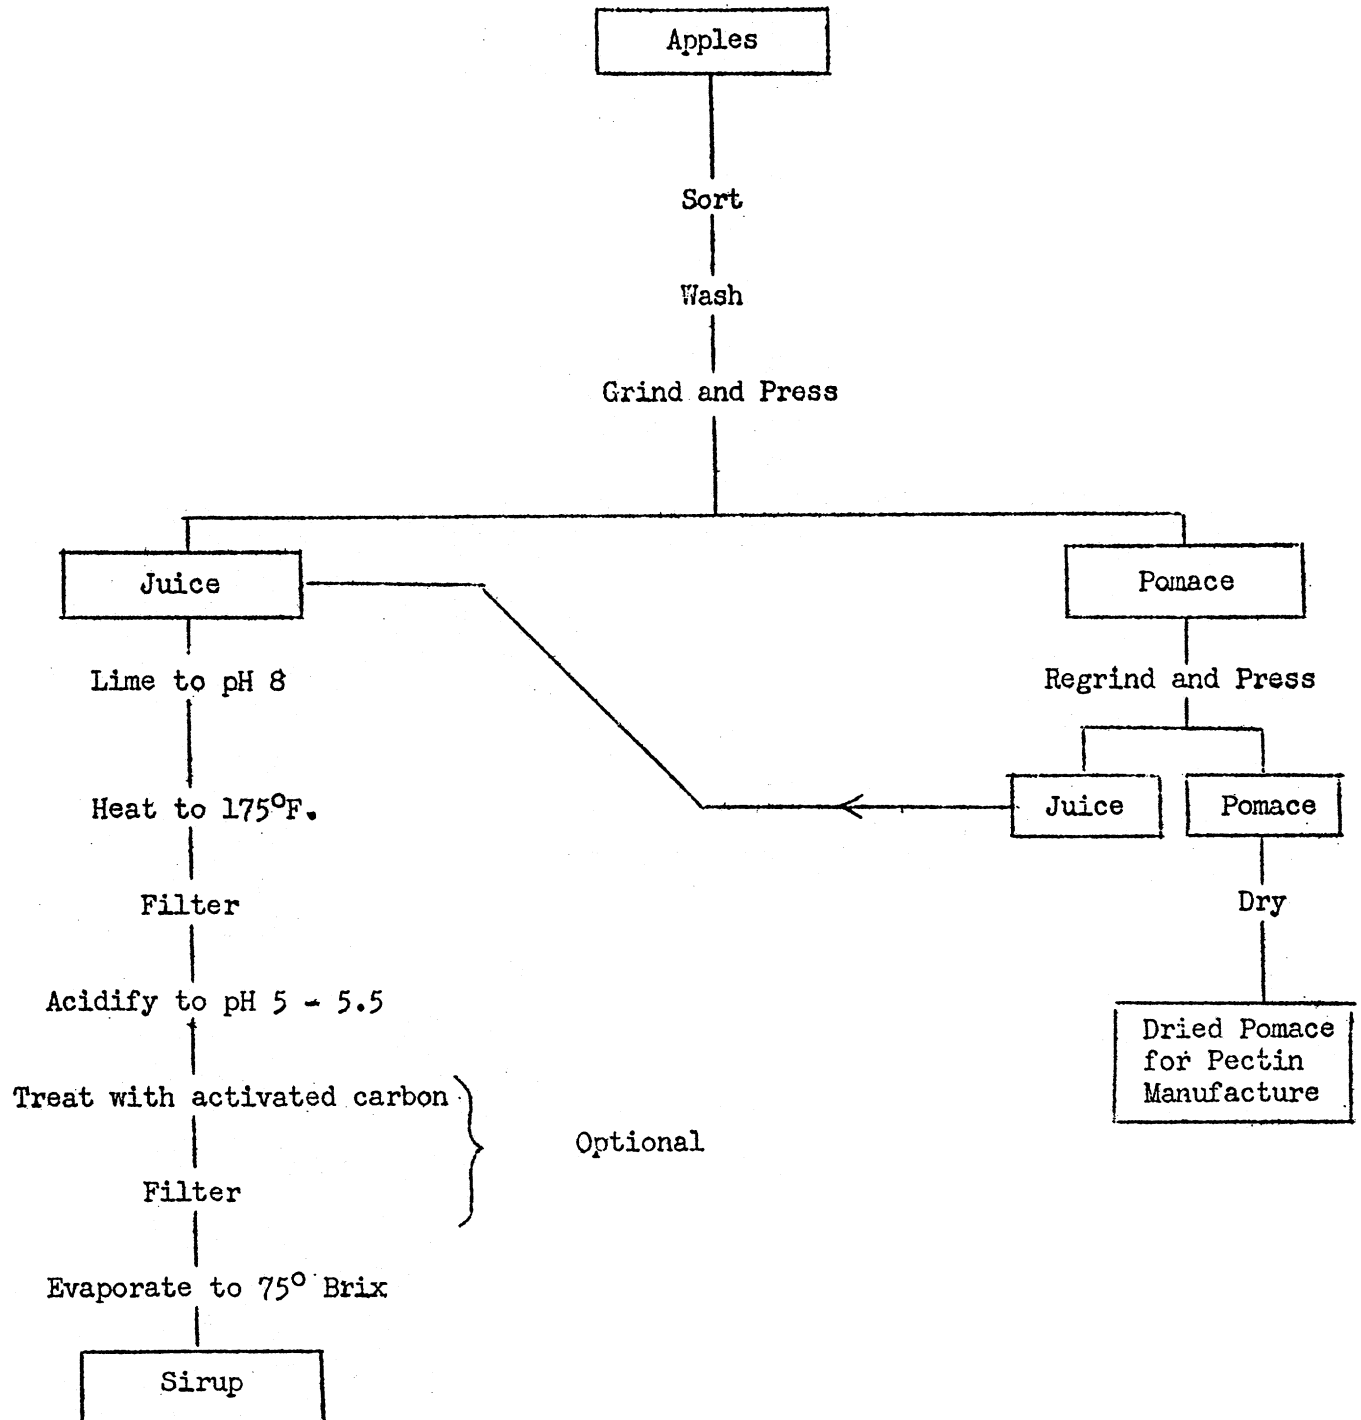 Apples
Sort
Wash
Grind and Press
Juice
Pomace
Lime to pH 8
Regrind and Press
Heat to 175°F.
Juice
Pomace
Filter
Dry
Acidify to pH 5 - 5.5
Dried Pomace
for Pectin
Manufacture
Treat with activated carbon
Optional
Filter
Evaporate to 75° Brix
Sirup